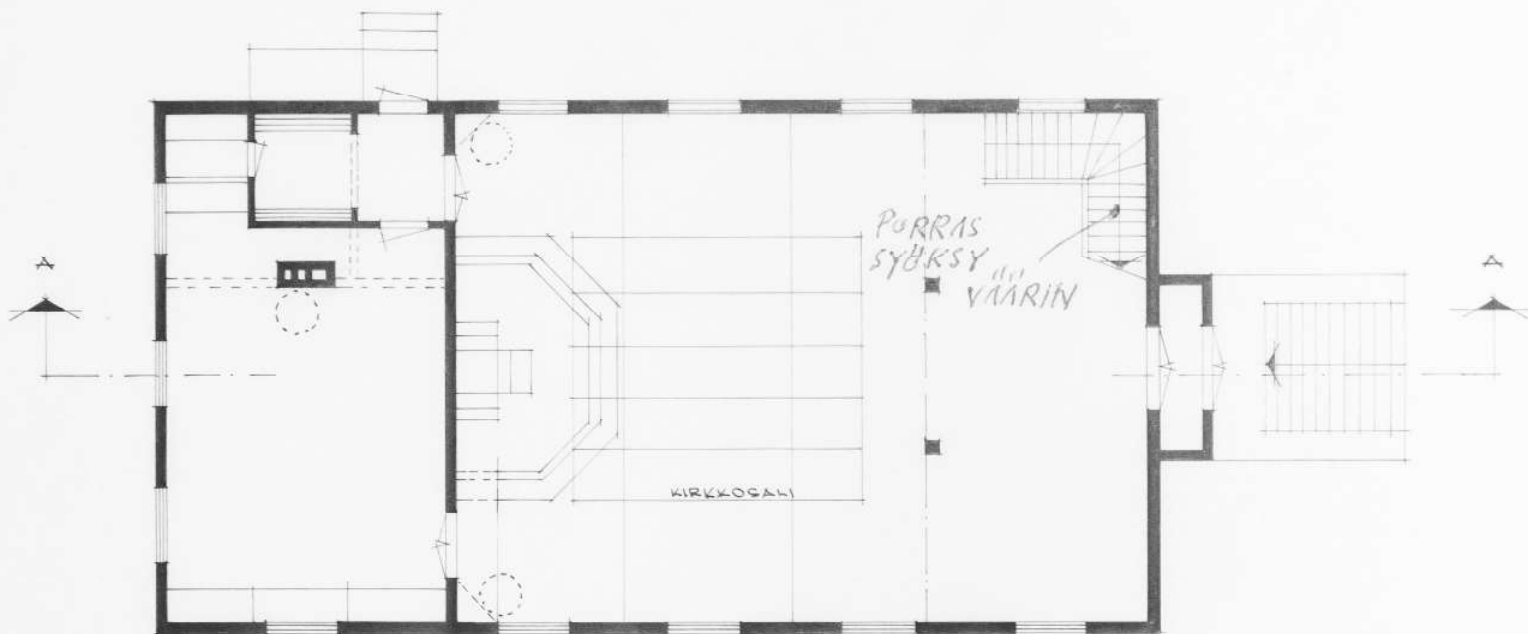 PORRAS
SYÖKSY
VÄÄRIN
A
A
KIRKKOSALI